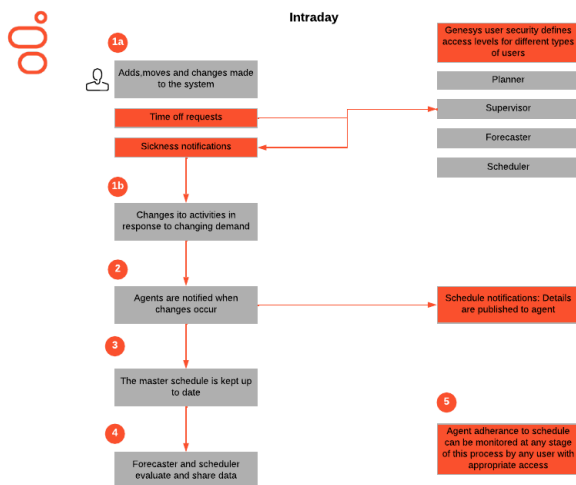 Intraday
1a
Adds,moves and changes made
to the system
Time off requests
Sickness notifications
1b
Changes ito activities in
response to changing demand
2
Agents are notified when
changes occur
3
The master schedule is kept up
to date
4
Forecaster and scheduler
evaluate and share data
Genesys user security defines
access levels for different types
of users
Planner
Supervisor
Forecaster
Scheduler
Schedule notifications: Details
are published to agent
5
Agent adharance to schedule
can be monitored at any stage
of this process by any user with
appropriate access